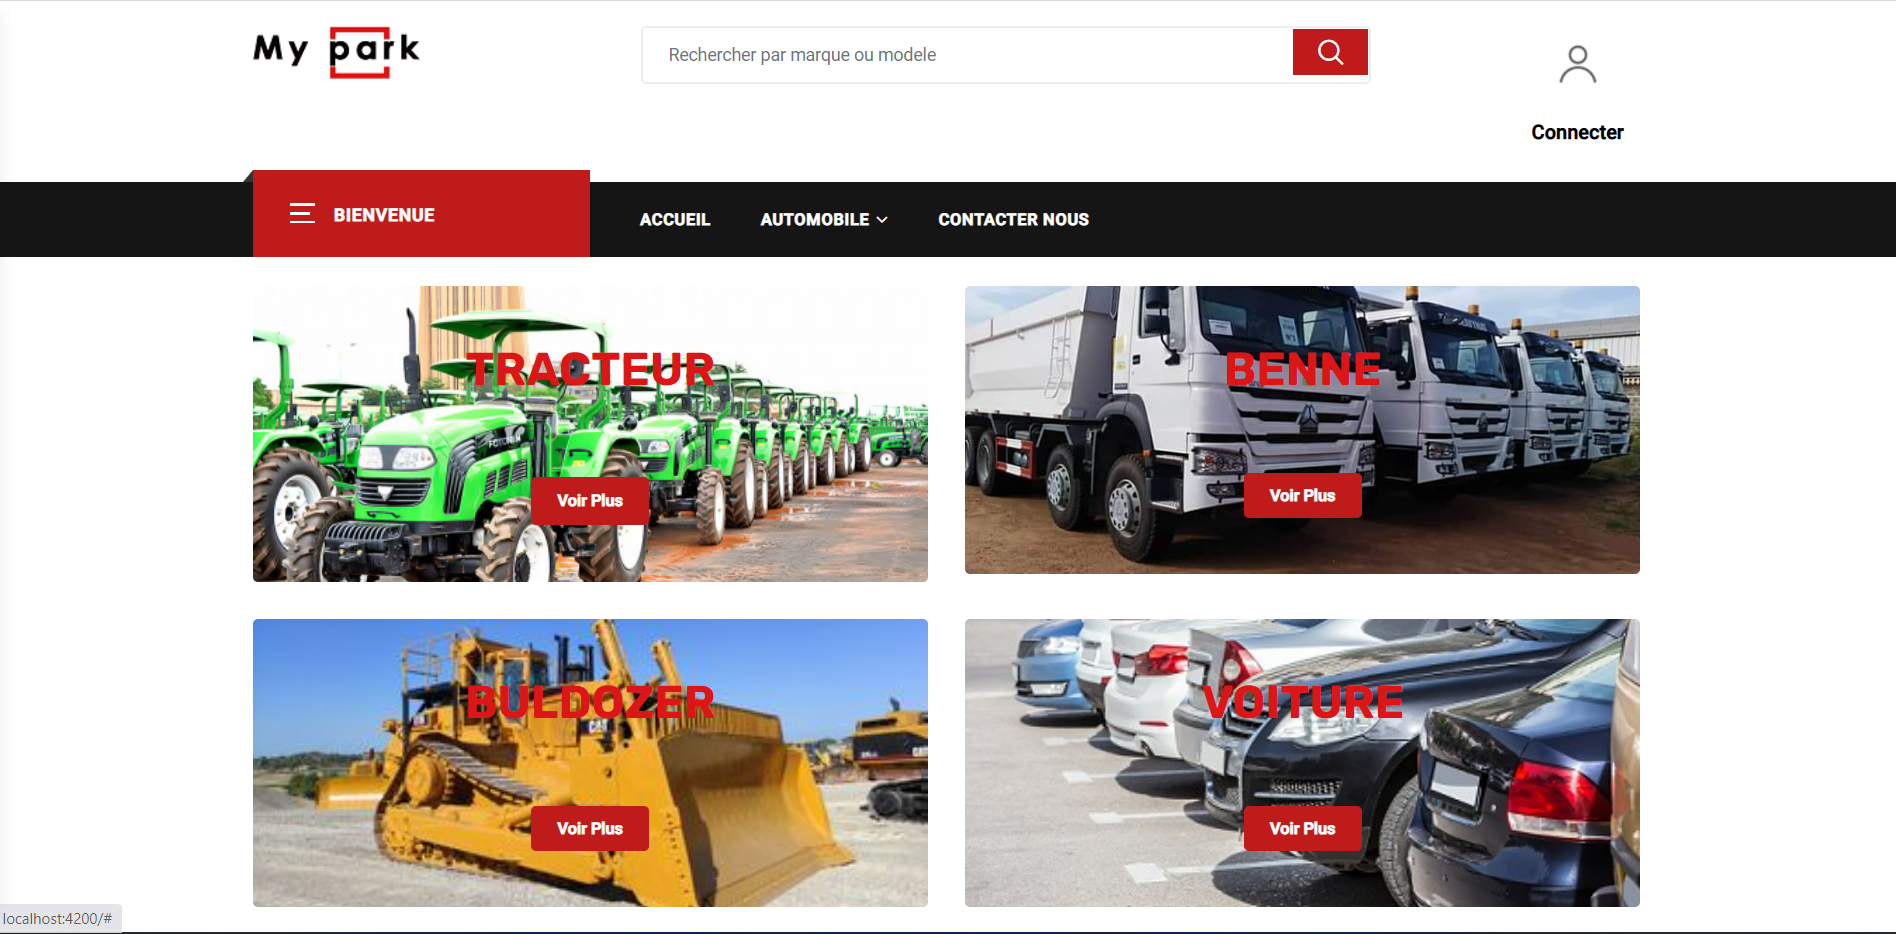 My park
Rechercher par marque ou modele
Connecter
BIENVENUE
ACCUEIL
AUTOMOBILE
CONTACTER NOUS
TRACTEUR
Voir Plus
BENNE
Voir Plus
BULDOZER
Voir Plus
VOITURE
Voir Plus
localhost:4200/#